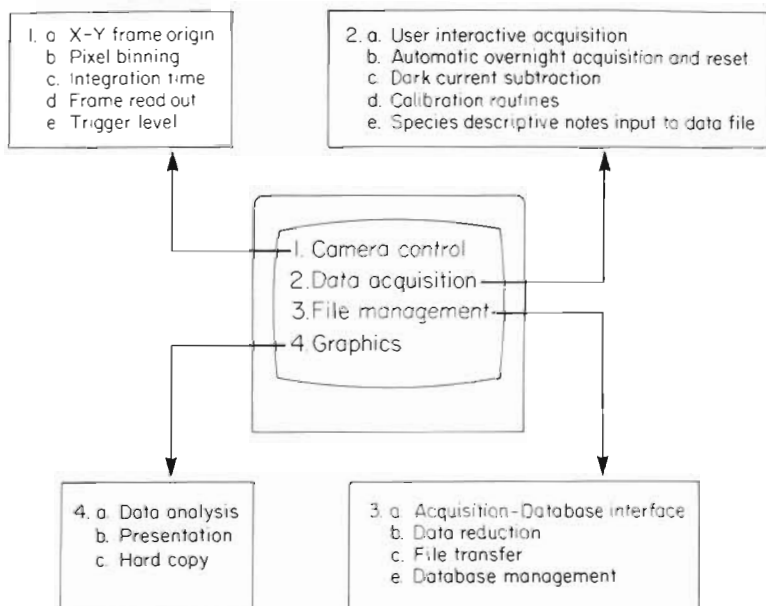 1. a X-Y frame origin
b Pixel binning
c. Integration time
d Frame read out
e Trigger level
2. a. User interactive acquisition
b. Automatic overnight acquisition and reset
c. Dark current subtraction
d. Calibration routines
e. Species descriptive notes input to data file
1. Camera control
2. Data acquisition
3. File management
4. Graphics
4. a. Data analysis
b. Presentation
c. Hard copy
3. a Acquisition-Database interface
b. Data reduction
c. File transfer
e. Database management